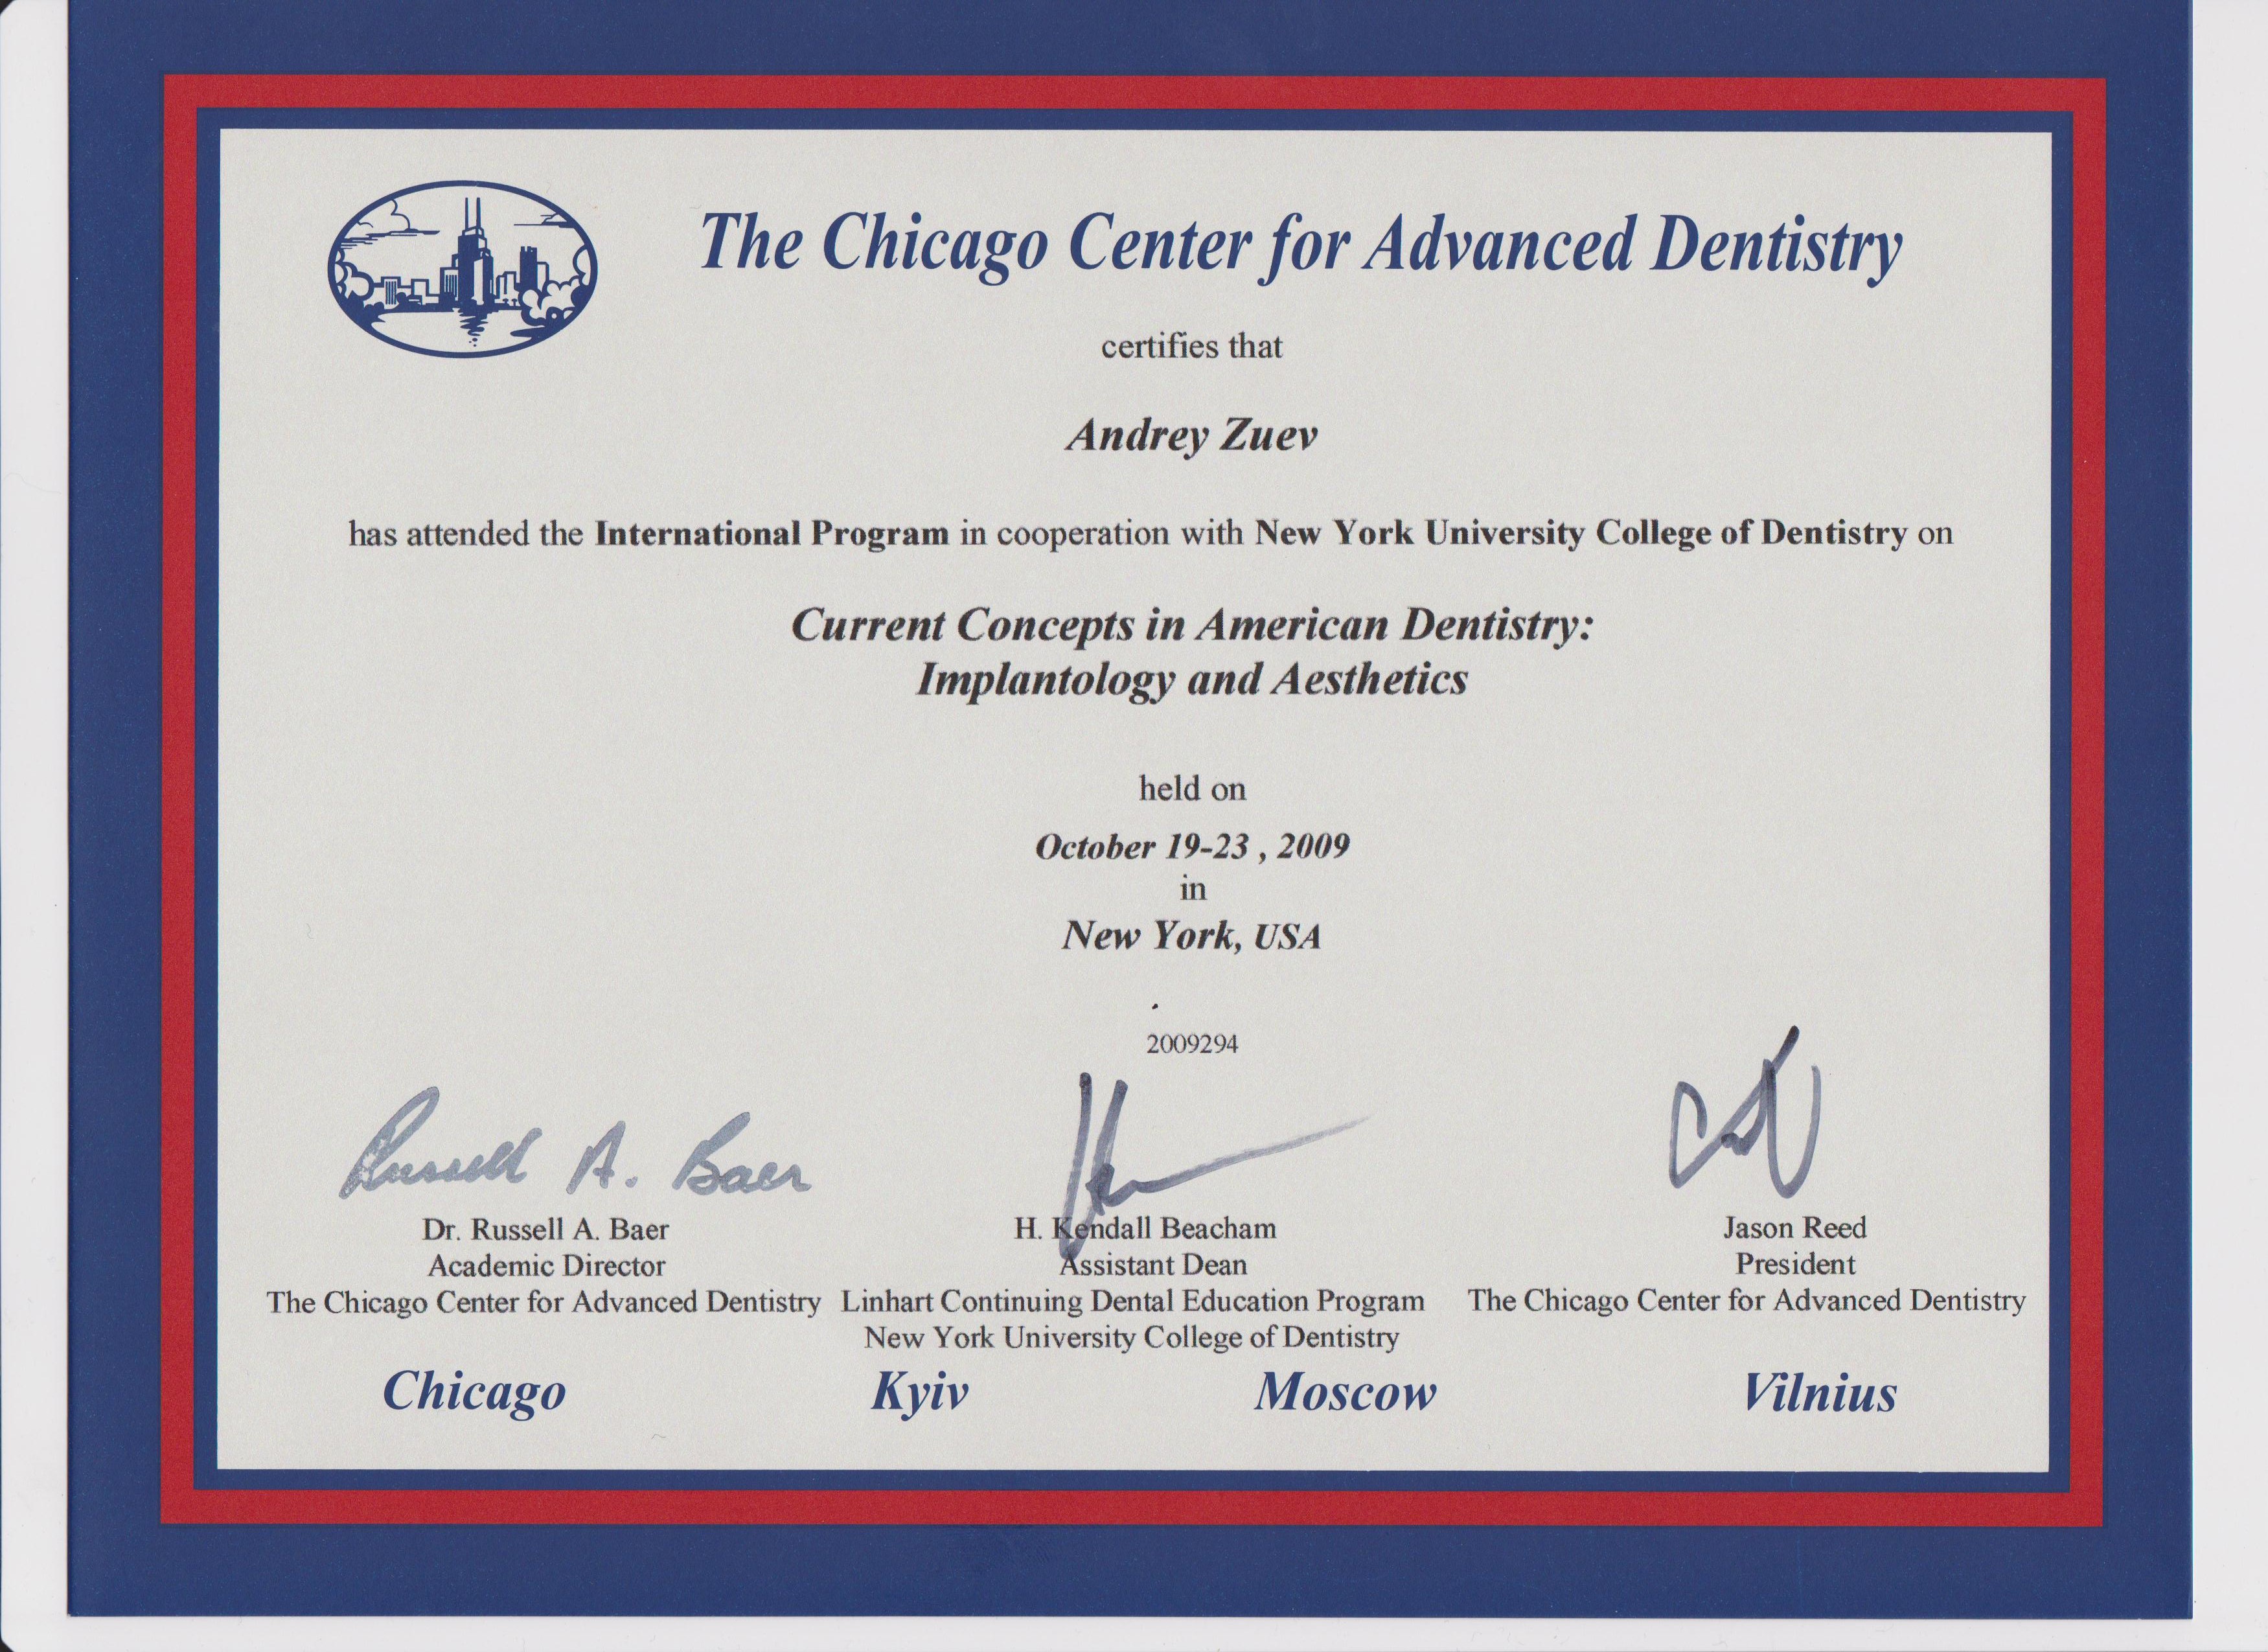 The Chicago Center for Advanced Dentistry
certifies that
Andrey Zuev
has attended the International Program in cooperation with New York University College of Dentistry on
Current Concepts in American Dentistry:
Implantology and Aesthetics
held on
October 19-23 , 2009
in
New York, USA
2009294
Russell A. Baer
Dr. Russell A. Baer
Academic Director
The Chicago Center for Advanced Dentistry
H. Kendall Beacham
Assistant Dean
Linhart Continuing Dental Education Program
New York University College of Dentistry
Jason Reed
President
The Chicago Center for Advanced Dentistry
Chicago Kyiv Moscow Vilnius